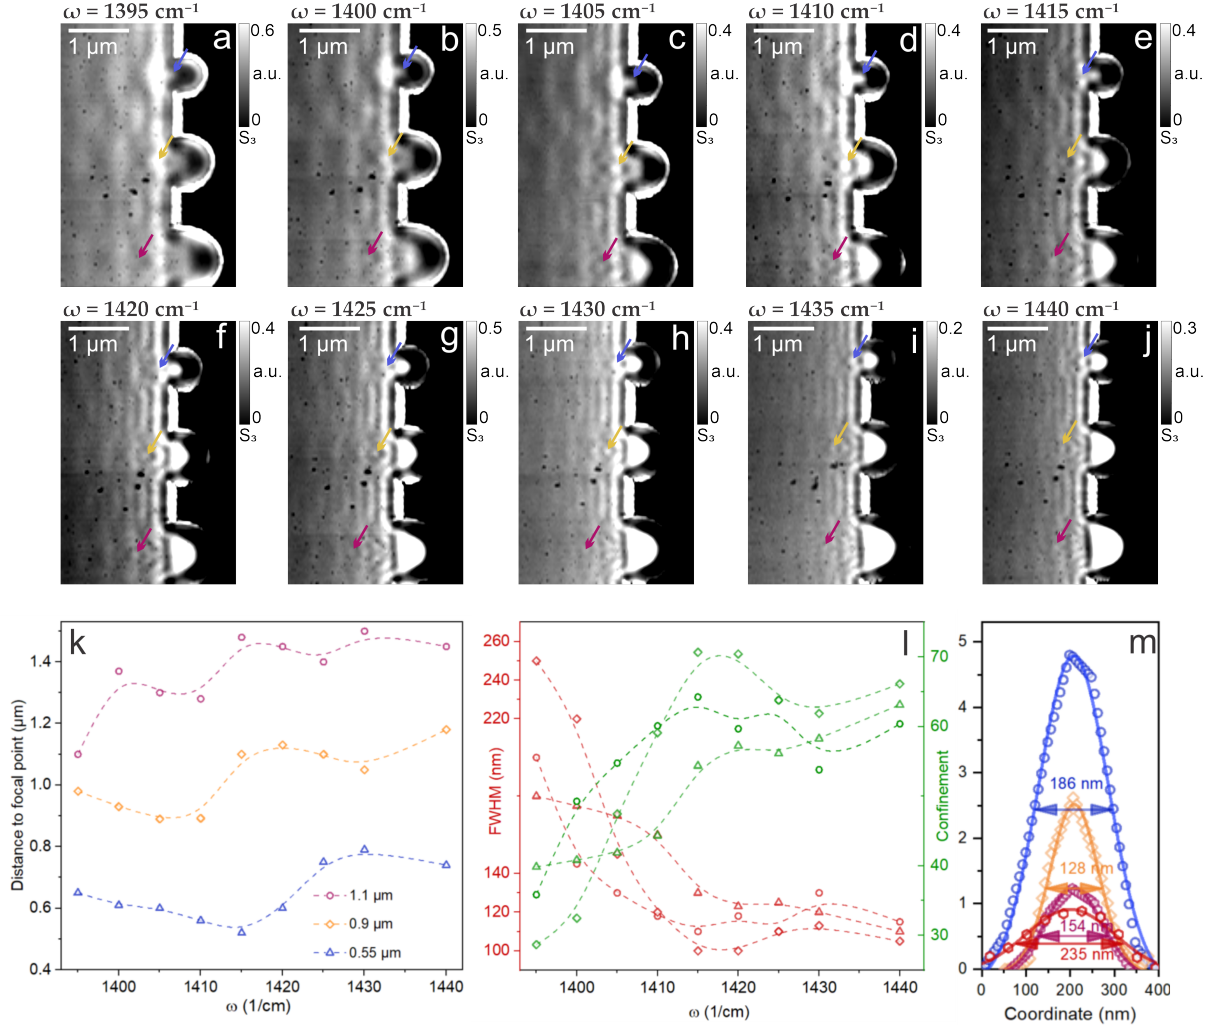 ω = 1395 cm⁻¹ ω = 1400 cm⁻¹ ω = 1405 cm⁻¹ ω = 1410 cm⁻¹ ω = 1415 cm⁻¹
1 µm a 0.6 a.u. 0 S₃
1 µm b 0.5 a.u. 0 S₃
1 µm c 0.4 a.u. 0 S₃
1 µm d 0.4 a.u. 0 S₃
1 µm e 0.4 a.u. 0 S₃
ω = 1420 cm⁻¹ ω = 1425 cm⁻¹ ω = 1430 cm⁻¹ ω = 1435 cm⁻¹ ω = 1440 cm⁻¹
1 µm f 0.4 a.u. 0 S₃
1 µm g 0.5 a.u. 0 S₃
1 µm h 0.4 a.u. 0 S₃
1 µm i 0.2 a.u. 0 S₃
1 µm j 0.3 a.u. 0 S₃
k
Distance to focal point (µm)
1.4
1.2
1.0
0.8
0.6
0.4
1.1 µm
0.9 µm
0.55 µm
1400 1410 1420 1430 1440
ω (1/cm)
l
FWHM (nm)
260
240
220
140
120
100
70
60
50
40
30
Confinement
1400 1410 1420 1430 1440
ω (1/cm)
m
5
4
3
2
1
0
186 nm
128 nm
154 nm
235 nm
0 100 200 300 400
Coordinate (nm)